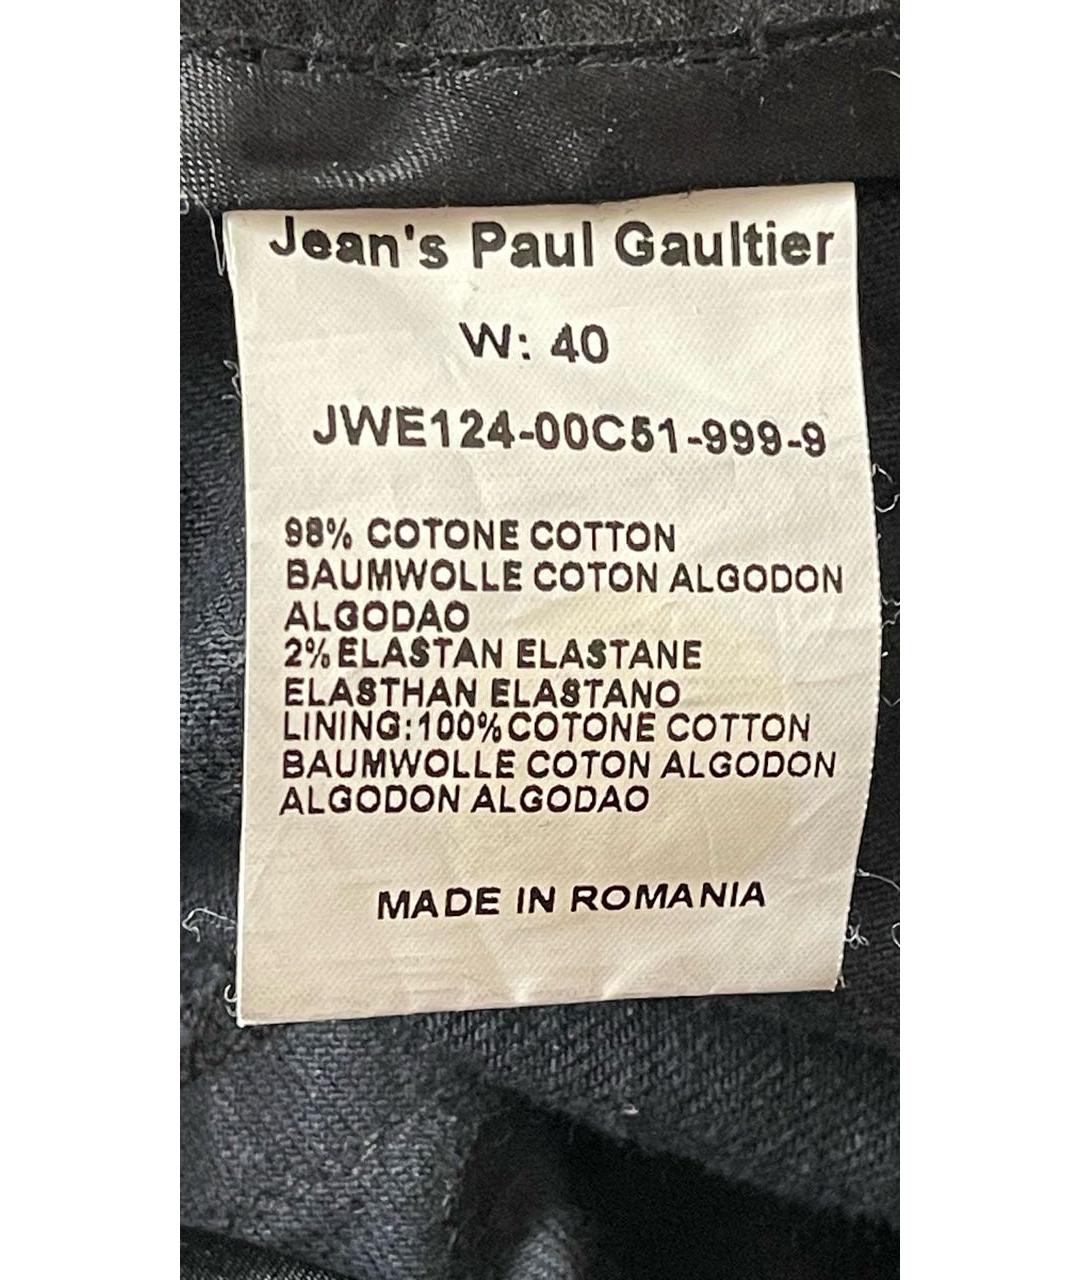 Jean's Paul Gaultier
W: 40
JWE124-00C51-999-9
98% COTONE COTTON
BAUMWOLLE COTON ALGODON
ALGODAO
2% ELASTAN ELASTANE
ELASTHAN ELASTANO
LINING:100% COTONE COTTON
BAUMWOLLE COTON ALGODON
ALGODON ALGODAO
MADE IN ROMANIA